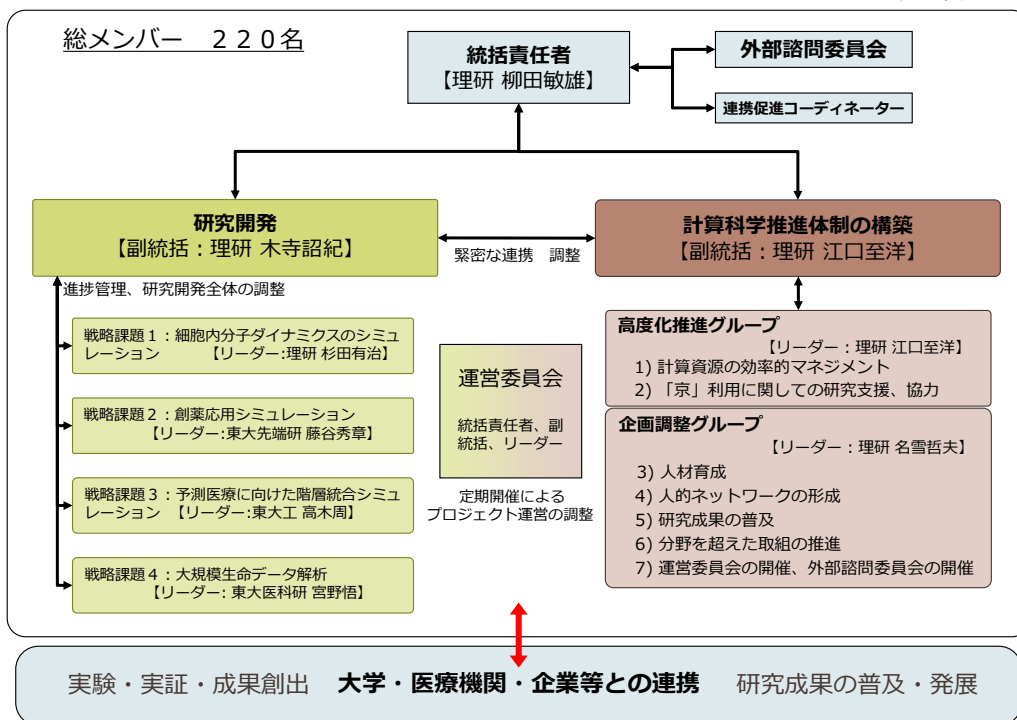 総メンバー ２２０名
統括責任者
【理研 柳田敏雄】
外部諮問委員会
連携促進コーディネーター
研究開発
【副統括：理研 木寺詔紀】
緊密な連携 調整
計算科学推進体制の構築
【副統括：理研 江口至洋】
進捗管理、研究開発全体の調整
戦略課題１：細胞内分子ダイナミクスのシミュ
レーション 【リーダー:理研 杉田有治】
戦略課題２：創薬応用シミュレーション
【リーダー:東大先端研 藤谷秀章】
戦略課題３：予測医療に向けた階層統合シミュ
レーション 【リーダー:東大工 高木周】
戦略課題４：大規模生命データ解析
【リーダー: 東大医科研 宮野悟】
運営委員会
統括責任者、副
統括、リーダー
定期開催による
プロジェクト運営の調整
高度化推進グループ
【リーダー：理研 江口至洋】
1) 計算資源の効率的マネジメント
2) 「京」利用に関しての研究支援、協力
企画調整グループ
【リーダー：理研 名雪哲夫】
3) 人材育成
4) 人的ネットワークの形成
5) 研究成果の普及
6) 分野を超えた取組の推進
7) 運営委員会の開催、外部諮問委員会の開催
実験・実証・成果創出 大学・医療機関・企業等との連携 研究成果の普及・発展